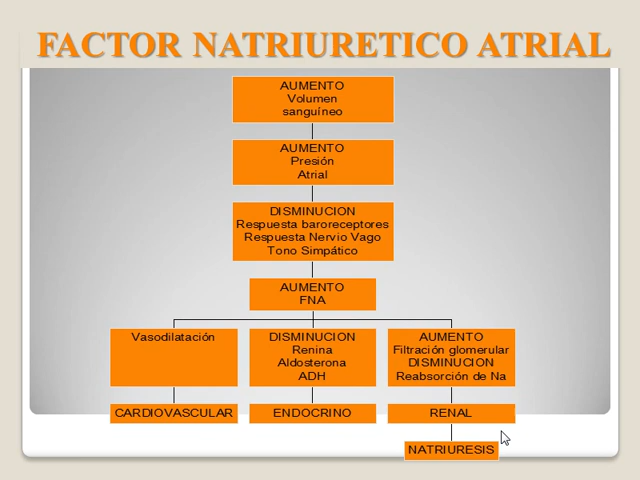 FACTOR NATRIURETICO ATRIAL
AUMENTO
Volumen
sanguíneo
AUMENTO
Presión
Atrial
DISMINUCION
Respuesta baroreceptores
Respuesta Nervio Vago
Tono Simpático
AUMENTO
FNA
Vasodilatación
DISMINUCION
Renina
Aldosterona
ADH
AUMENTO
Filtración glomerular
DISMINUCION
Reabsorción de Na
CARDIOVASCULAR
ENDOCRINO
RENAL
NATRIURESIS